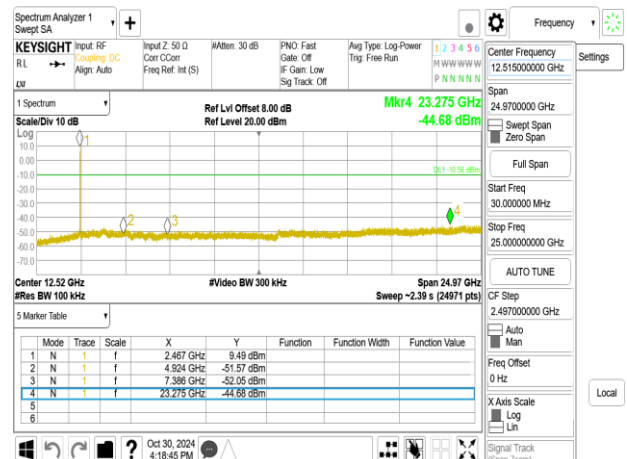 Spectrum Analyzer 1
Swept SA
Frequency
KEYSIGHT
RL
LXI
Input: RF
Coupling: DC
Align: Auto
Input Z: 50 Ω
Corr CCorr
Freq Ref: Int (S)
#Atten: 30 dB
PNO: Fast
Gate: Off
IF Gain: Low
Sig Track: Off
Avg Type: Log-Power
Trig: Free Run
1 2 3 4 5 6
M W W W W W
P N N N N N
Center Frequency
12.515000000 GHz
Settings
Span
24.9700000 GHz
Swept Span
Zero Span
Full Span
Start Freq
30.000000 MHz
Stop Freq
25.00000000 GHz
AUTO TUNE
CF Step
2.497000000 GHz
Auto
Man
Freq Offset
0 Hz
X Axis Scale
Log
Lin
Local
Signal Track
(Span Zoom)
1 Spectrum
Scale/Div 10 dB
Log
Ref Lvl Offset 8.00 dB
Ref Level 20.00 dBm
Mkr4 23.275 GHz
-44.68 dBm
10.0
0.00
-10.0
-20.0
-30.0
-40.0
-50.0
-60.0
-70.0
1
2
3
4
DL1 -10.56 dBm
Center 12.52 GHz
#Res BW 100 kHz
#Video BW 300 kHz
Span 24.97 GHz
Sweep ~2.39 s (24971 pts)
5 Marker Table
Mode Trace Scale X Y Function Function Width Function Value
1 N 1 f 2.467 GHz 9.49 dBm
2 N 1 f 4.924 GHz -51.57 dBm
3 N 1 f 7.386 GHz -52.05 dBm
4 N 1 f 23.275 GHz -44.68 dBm
5
6
?
Oct 30, 2024
4:18:45 PM